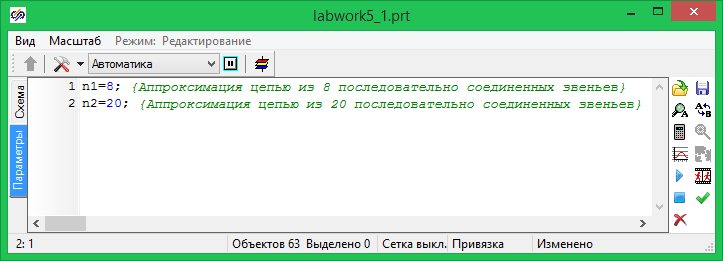 labwork5_1.prt
Вид Масштаб Режим: Редактирование
Автоматика
Схема
Параметры
1 n1=8; {Аппроксимация цепью из 8 последовательно соединенных звеньев}
2 n2=20; {Аппроксимация цепью из 20 последовательно соединенных звеньев}
2: 1 Объектов 63 Выделено 0 Сетка выкл. Привязка Изменено